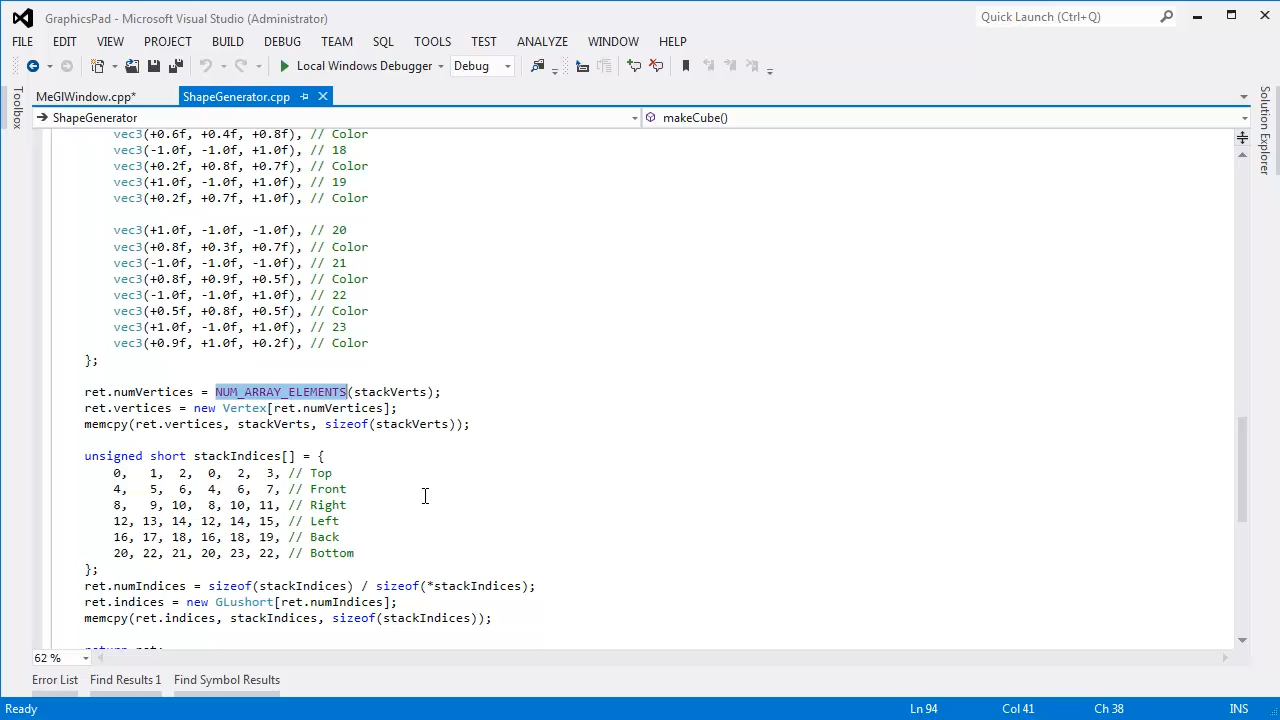 GraphicsPad - Microsoft Visual Studio (Administrator)
Quick Launch (Ctrl+Q)
FILE EDIT VIEW PROJECT BUILD DEBUG TEAM SQL TOOLS TEST ANALYZE WINDOW HELP
Local Windows Debugger Debug
Toolbox
MeGlWindow.cpp* ShapeGenerator.cpp
Solution Explorer
ShapeGenerator makeCube()
vec3(+0.6f, +0.4f, +0.8f), // Color
vec3(-1.0f, -1.0f, +1.0f), // 18
vec3(+0.2f, +0.8f, +0.7f), // Color
vec3(+1.0f, -1.0f, +1.0f), // 19
vec3(+0.2f, +0.7f, +1.0f), // Color
vec3(+1.0f, -1.0f, -1.0f), // 20
vec3(+0.8f, +0.3f, +0.7f), // Color
vec3(-1.0f, -1.0f, -1.0f), // 21
vec3(+0.8f, +0.9f, +0.5f), // Color
vec3(-1.0f, -1.0f, +1.0f), // 22
vec3(+0.5f, +0.8f, +0.5f), // Color
vec3(+1.0f, -1.0f, +1.0f), // 23
vec3(+0.9f, +1.0f, +0.2f), // Color
};
ret.numVertices = NUM_ARRAY_ELEMENTS(stackVerts);
ret.vertices = new Vertex[ret.numVertices];
memcpy(ret.vertices, stackVerts, sizeof(stackVerts));
unsigned short stackIndices[] = {
0, 1, 2, 0, 2, 3, // Top
4, 5, 6, 4, 6, 7, // Front
8, 9, 10, 8, 10, 11, // Right
12, 13, 14, 12, 14, 15, // Left
16, 17, 18, 16, 18, 19, // Back
20, 22, 21, 20, 23, 22, // Bottom
};
ret.numIndices = sizeof(stackIndices) / sizeof(*stackIndices);
ret.indices = new GLushort[ret.numIndices];
memcpy(ret.indices, stackIndices, sizeof(stackIndices));
return ret;
62 %
Error List Find Results 1 Find Symbol Results
Ready Ln 94 Col 41 Ch 38 INS